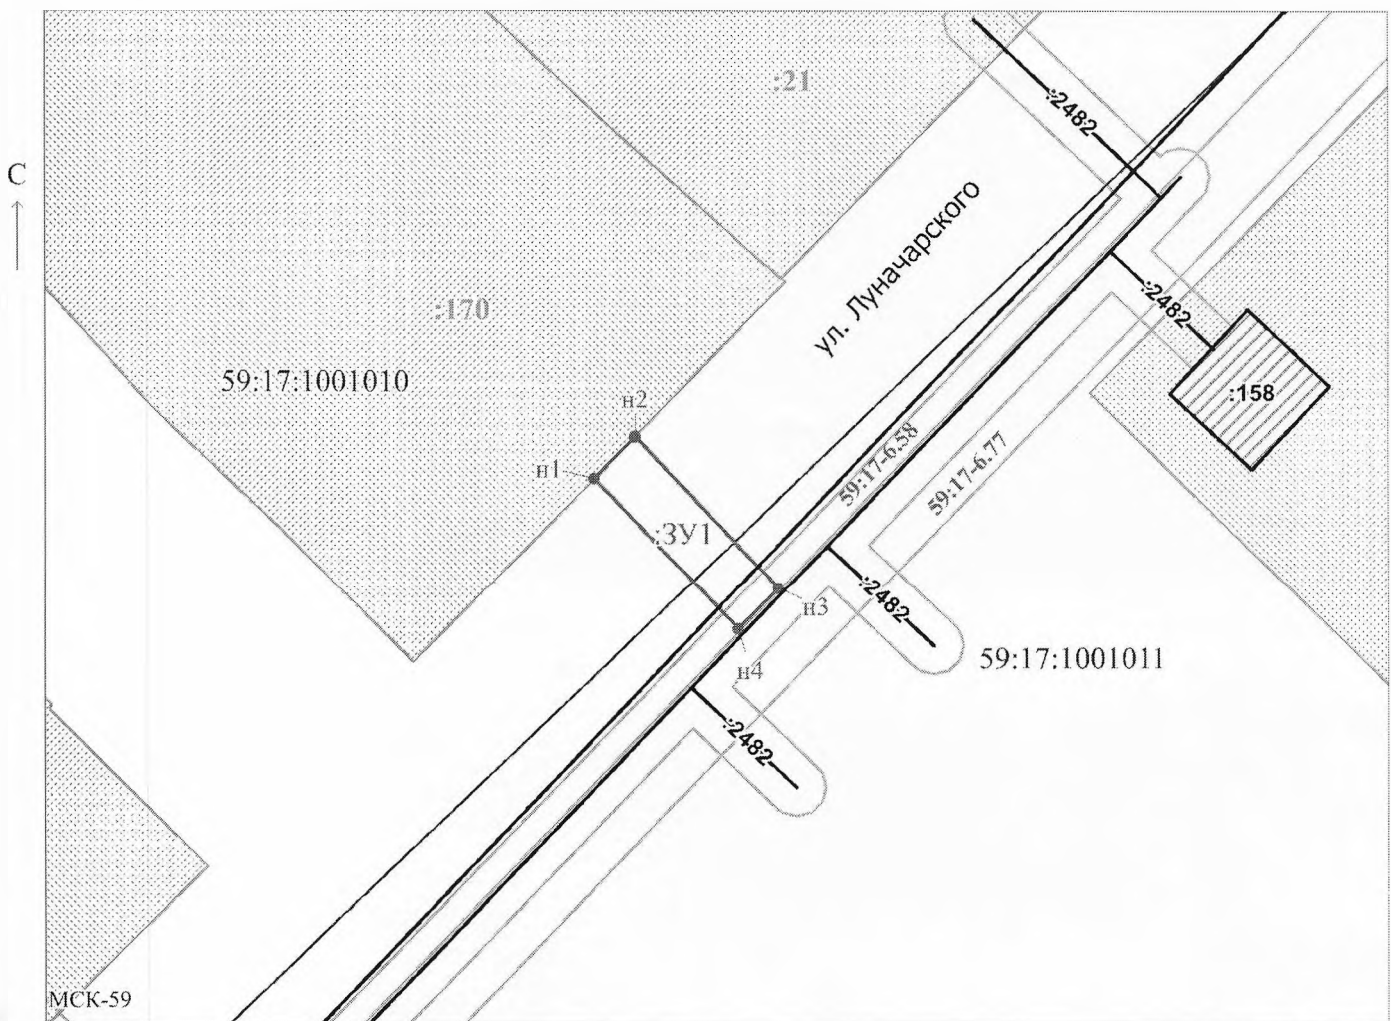 :21
:2482
С
ул. Луначарского
:170
:2482
59:17:1001010
:158
н2
59:17-6.58
59:17-6.77
н1
:ЗУ1
:2482
н3
59:17:1001011
н4
:2482
МСК-59